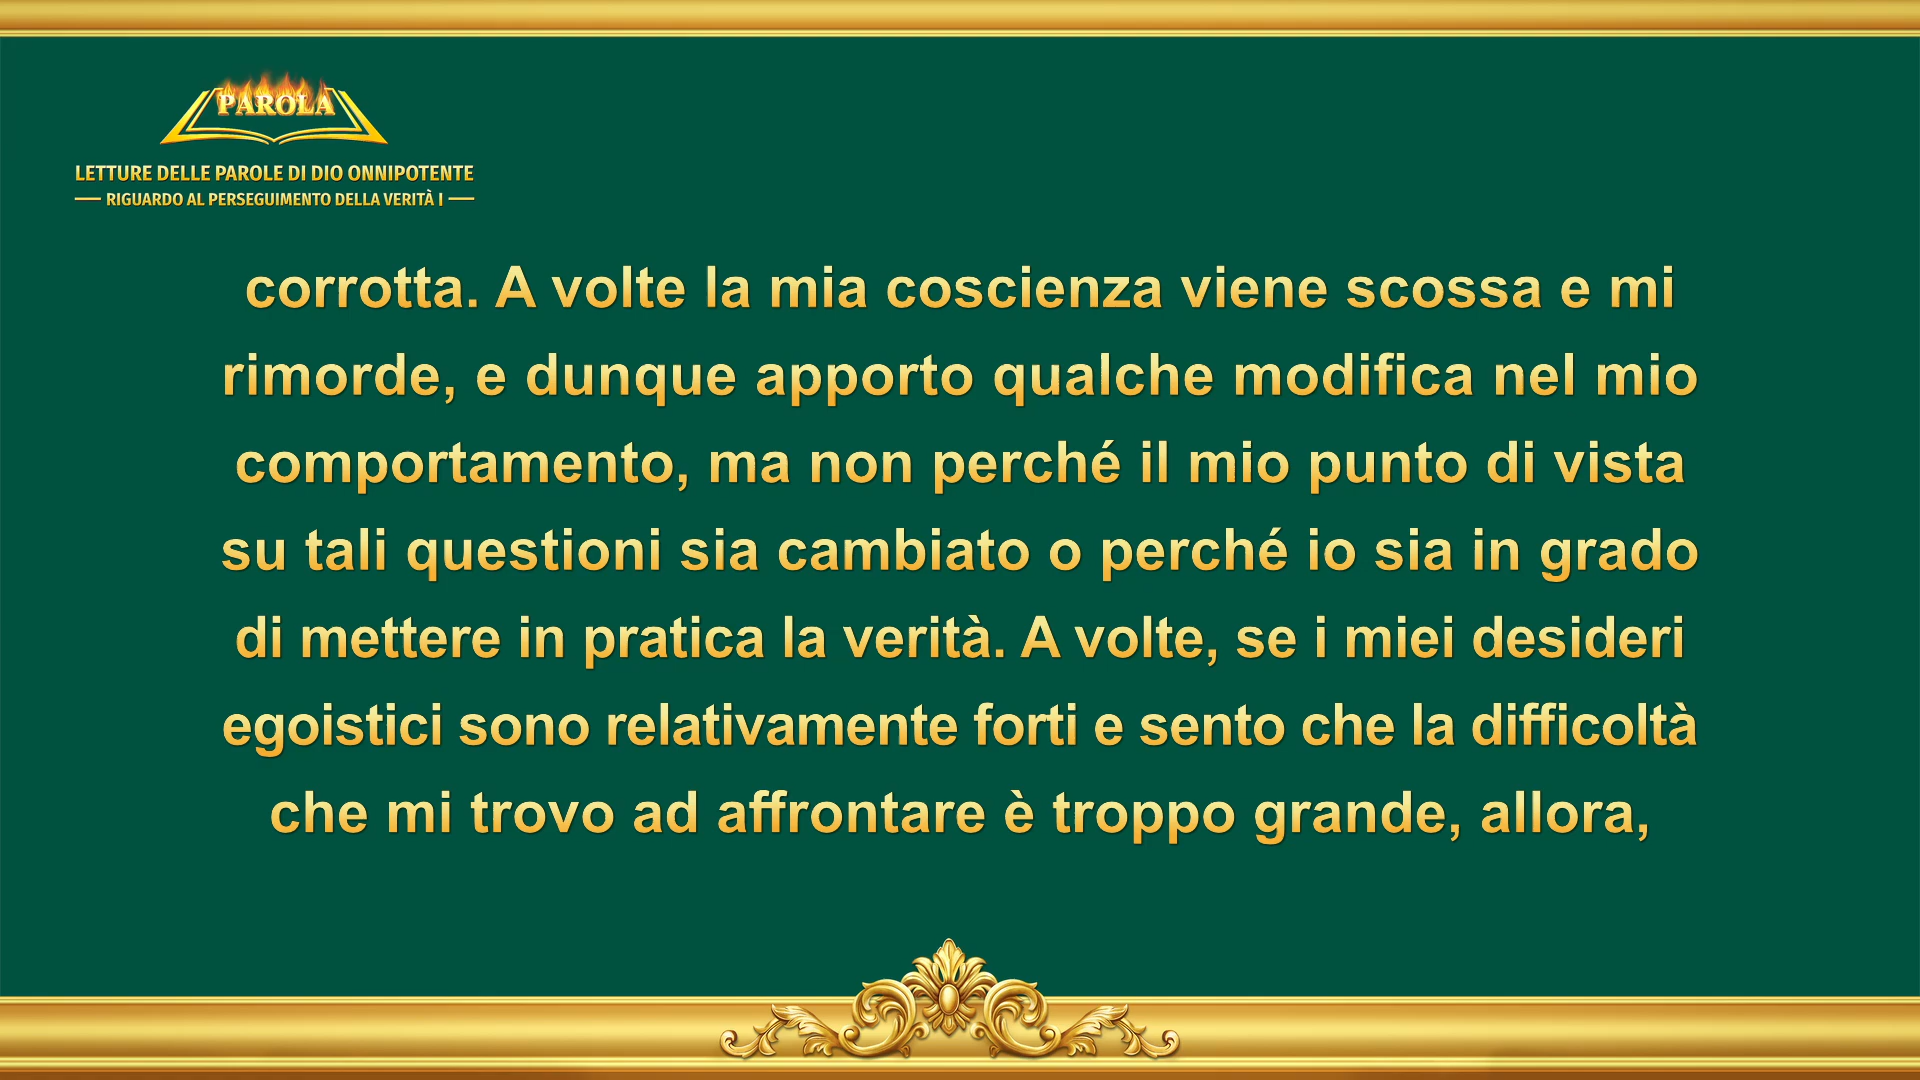 PAROLA
LETTURE DELLE PAROLE DI DIO ONNIPOTENTE
RIGUARDO AL PERSEGUIMENTO DELLA VERITÀ I
corrotta. A volte la mia coscienza viene scossa e mi
rimorde, e dunque apporto qualche modifica nel mio
comportamento, ma non perché il mio punto di vista
su tali questioni sia cambiato o perché io sia in grado
di mettere in pratica la verità. A volte, se i miei desideri
egoistici sono relativamente forti e sento che la difficoltà
che mi trovo ad affrontare è troppo grande, allora,